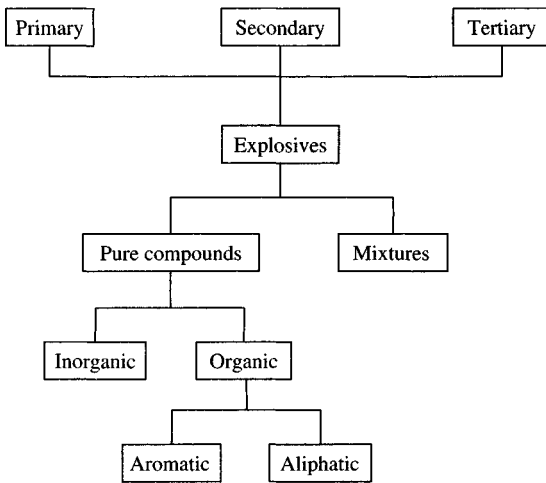 Primary Secondary Tertiary
Explosives
Pure compounds Mixtures
Inorganic Organic
Aromatic Aliphatic